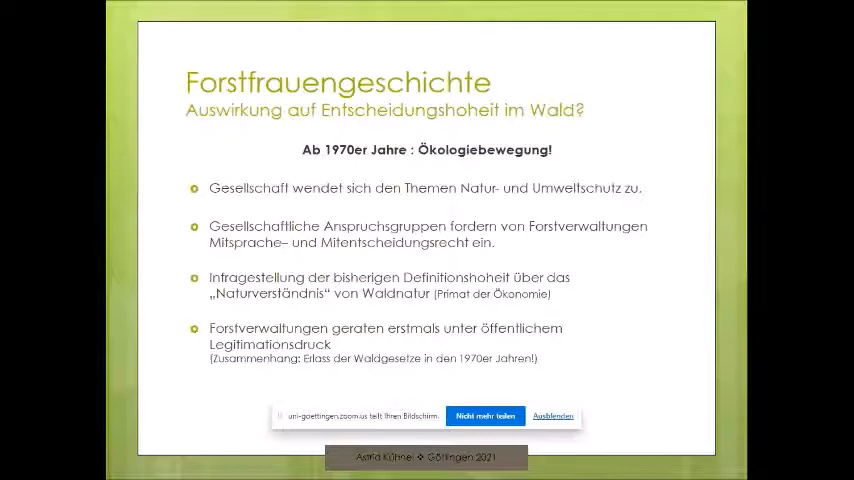 Forstfrauengeschichte
Auswirkung auf Entscheidungshoheit im Wald?
Ab 1970er Jahre : Ökologiebewegung!
Gesellschaft wendet sich den Themen Natur- und Umweltschutz zu.
Gesellschaftliche Anspruchsgruppen fordern von Forstverwaltungen
Mitsprache– und Mitentscheidungsrecht ein.
Infragestellung der bisherigen Definitionshoheit über das
„Naturverständnis“ von Waldnatur (Primat der Ökonomie)
Forstverwaltungen geraten erstmals unter öffentlichem
Legitimationsdruck
(Zusammenhang: Erlass der Waldgesetze in den 1970er Jahren!)
uni-goettingen.zoom.us teilt Ihren Bildschirm. Nicht mehr teilen Ausblenden
Astrid Kühnel ❖ Göttingen 2021